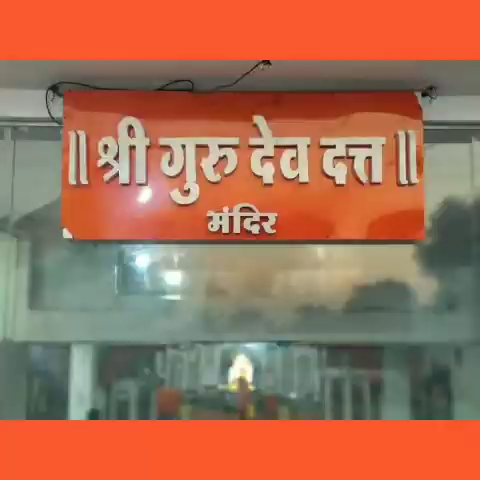 ॥ श्री गुरु देव दत्त ॥
मंदिर